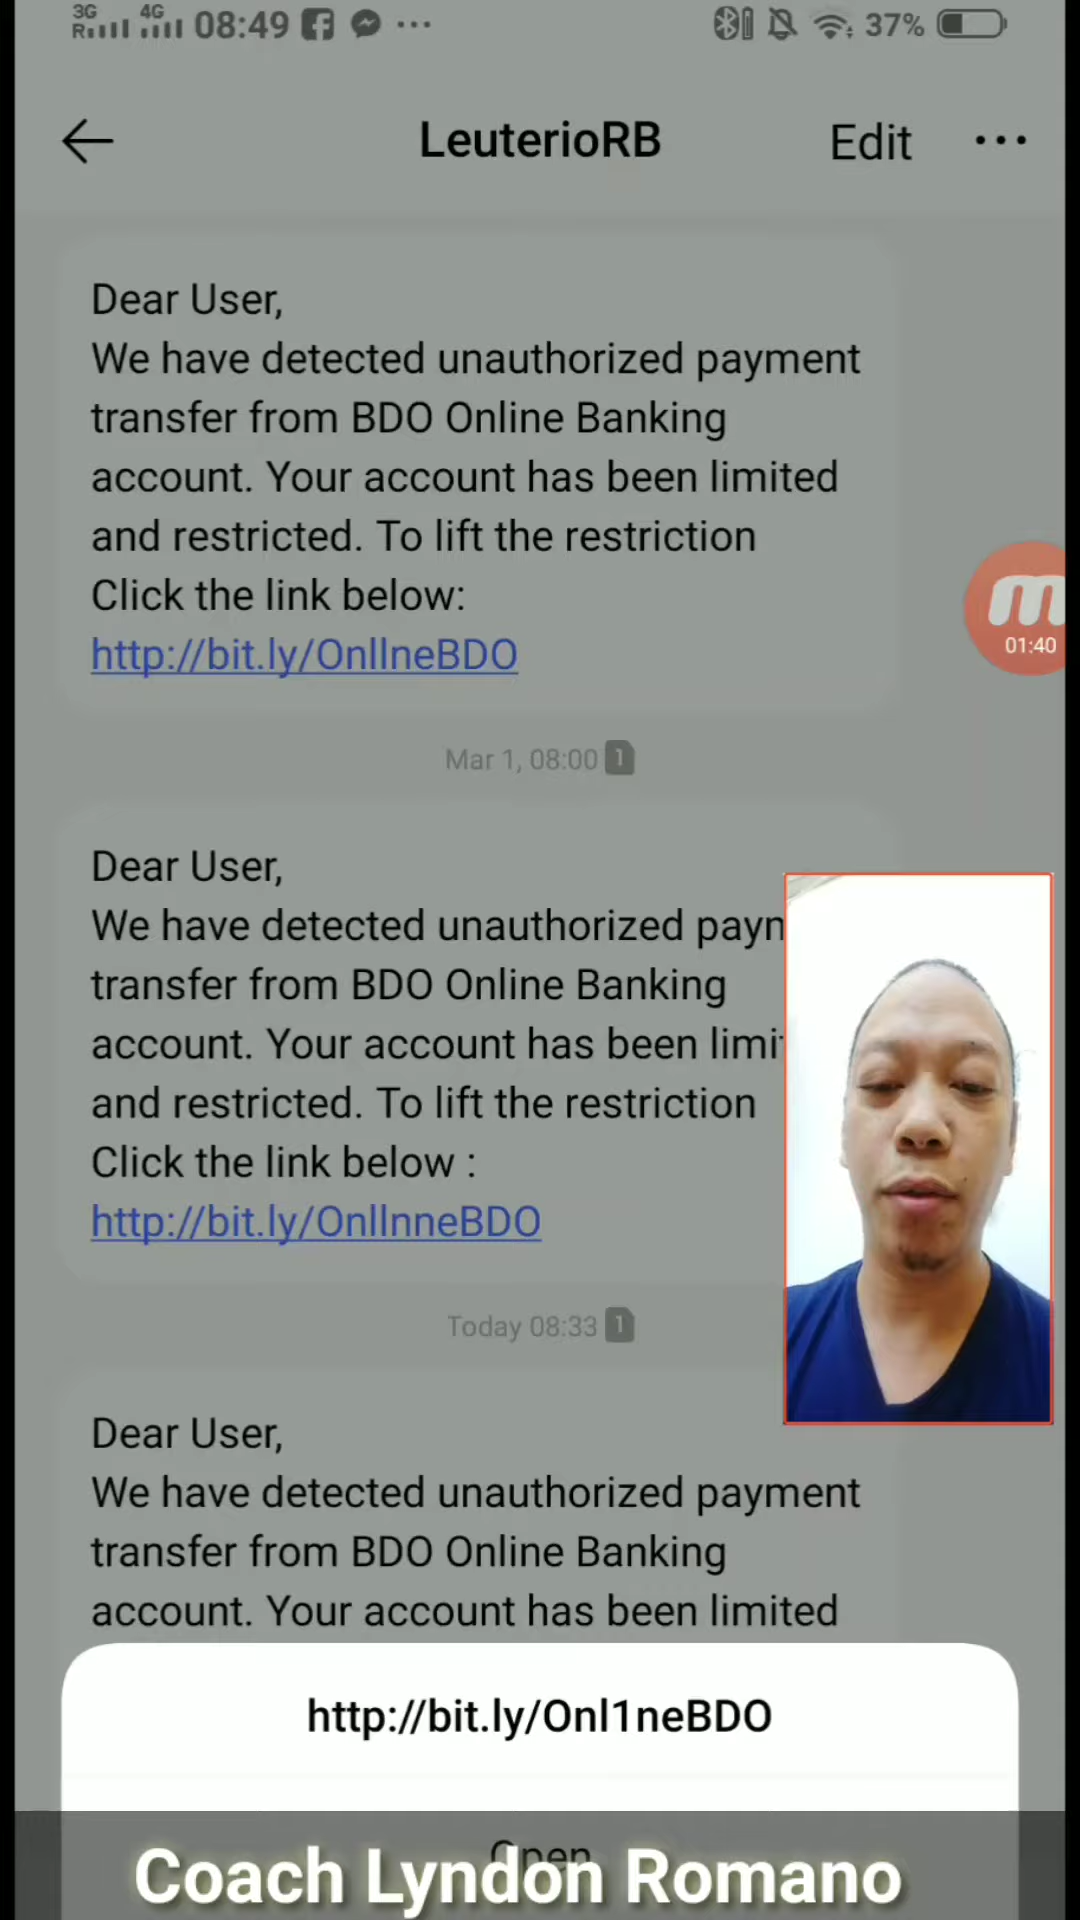 3G
R
4G
08:49
37%
LeuterioRB
Edit
Dear User,
We have detected unauthorized payment
transfer from BDO Online Banking
account. Your account has been limited
and restricted. To lift the restriction
Click the link below:
http://bit.ly/OnllneBDO
01:40
Mar 1, 08:00 1
Dear User,
We have detected unauthorized
transfer from BDO Online Banking
account. Your account has been
and restricted. To lift the restriction
Click the link below :
http://bit.ly/OnllnneBDO
Today 08:33 1
Dear User,
We have detected unauthorized payment
transfer from BDO Online Banking
account. Your account has been limited
http://bit.ly/Onl1neBDO
Open
Coach Lyndon Romano